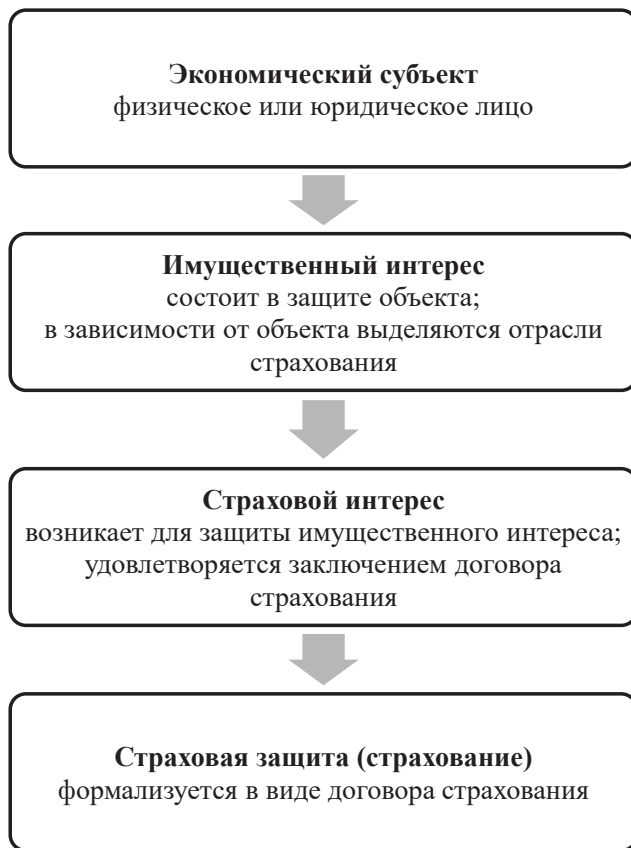 Экономический субъект
физическое или юридическое лицо
Имущественный интерес
состоит в защите объекта;
в зависимости от объекта выделяются отрасли
страхования
Страховой интерес
возникает для защиты имущественного интереса;
удовлетворяется заключением договора
страхования
Страховая защита (страхование)
формализуется в виде договора страхования